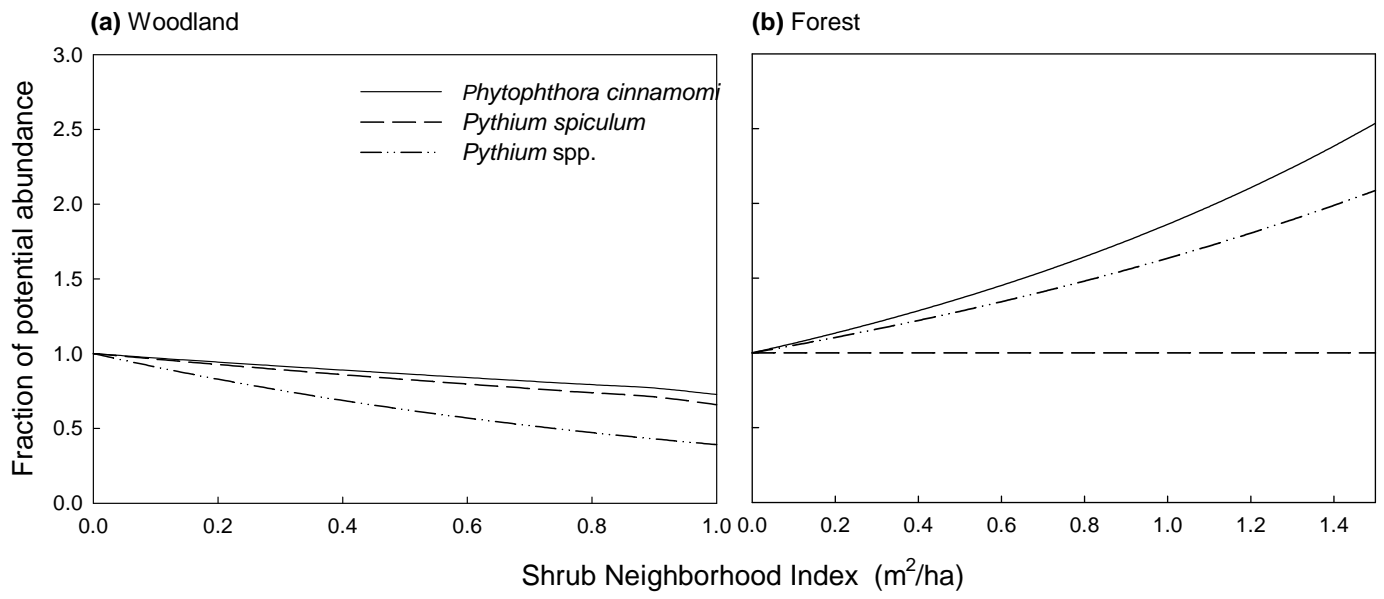 (a) Woodland
(b) Forest
3.0
2.5
2.0
1.5
1.0
0.5
0.0
Fraction of potential abundance
Phytophthora cinnamomi
Pythium spiculum
Pythium spp.
0.0 0.2 0.4 0.6 0.8 1.0
0.0 0.2 0.4 0.6 0.8 1.0 1.2 1.4
Shrub Neighborhood Index (m²/ha)